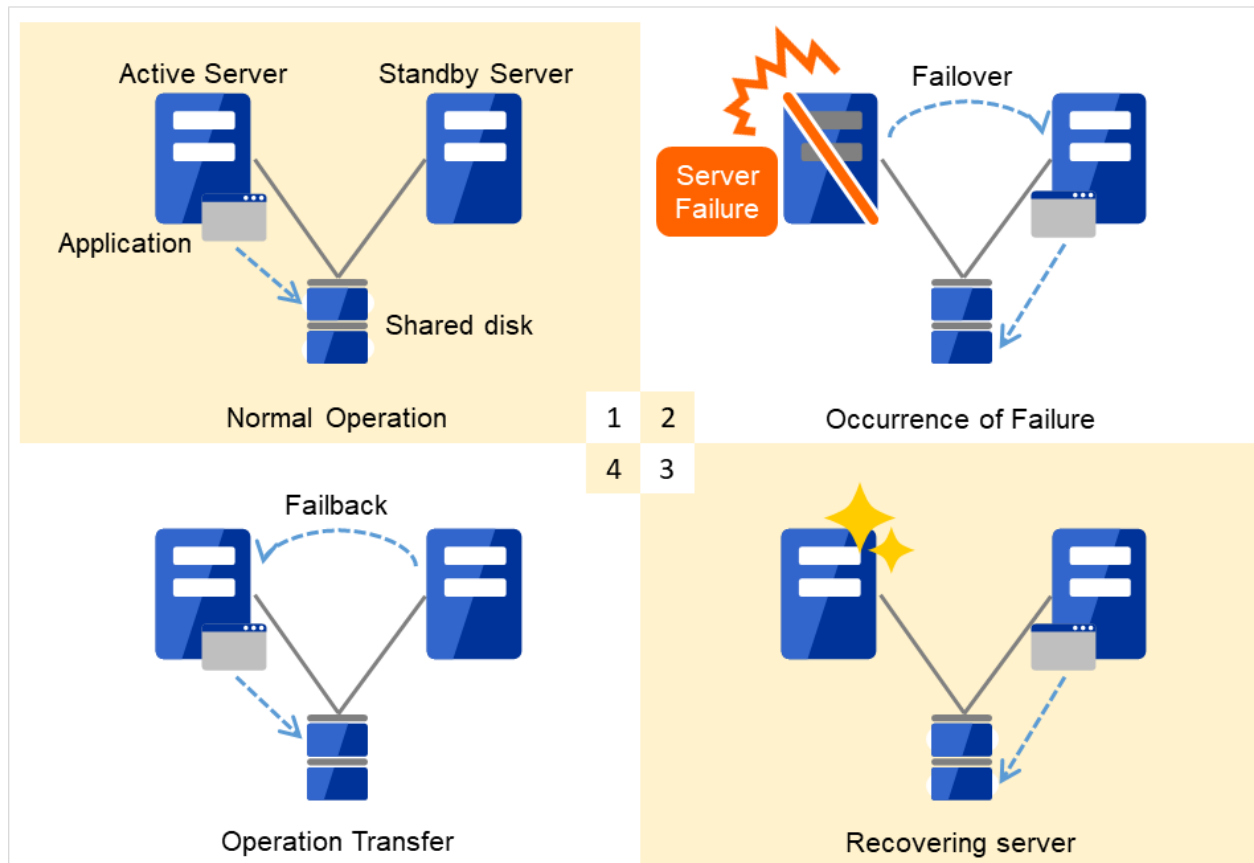 Active Server
Standby Server
Application
Shared disk
Normal Operation
1
Failover
Server
Failure
2
Occurrence of Failure
3
Recovering server
4
Failback
Operation Transfer